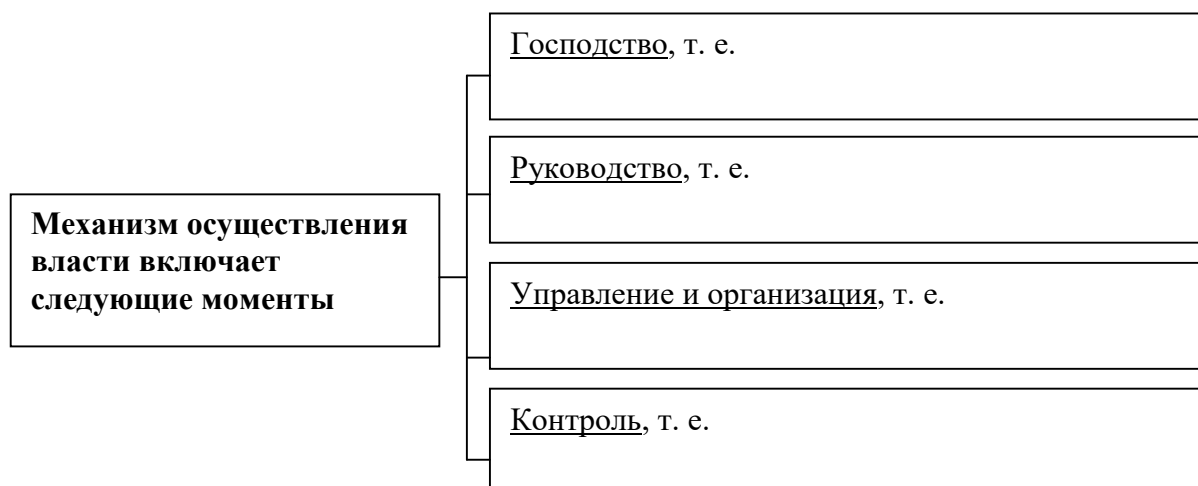 Господство, т. е.
Руководство, т. е.
Механизм осуществления
власти включает
следующие моменты
Управление и организация, т. е.
Контроль, т. е.